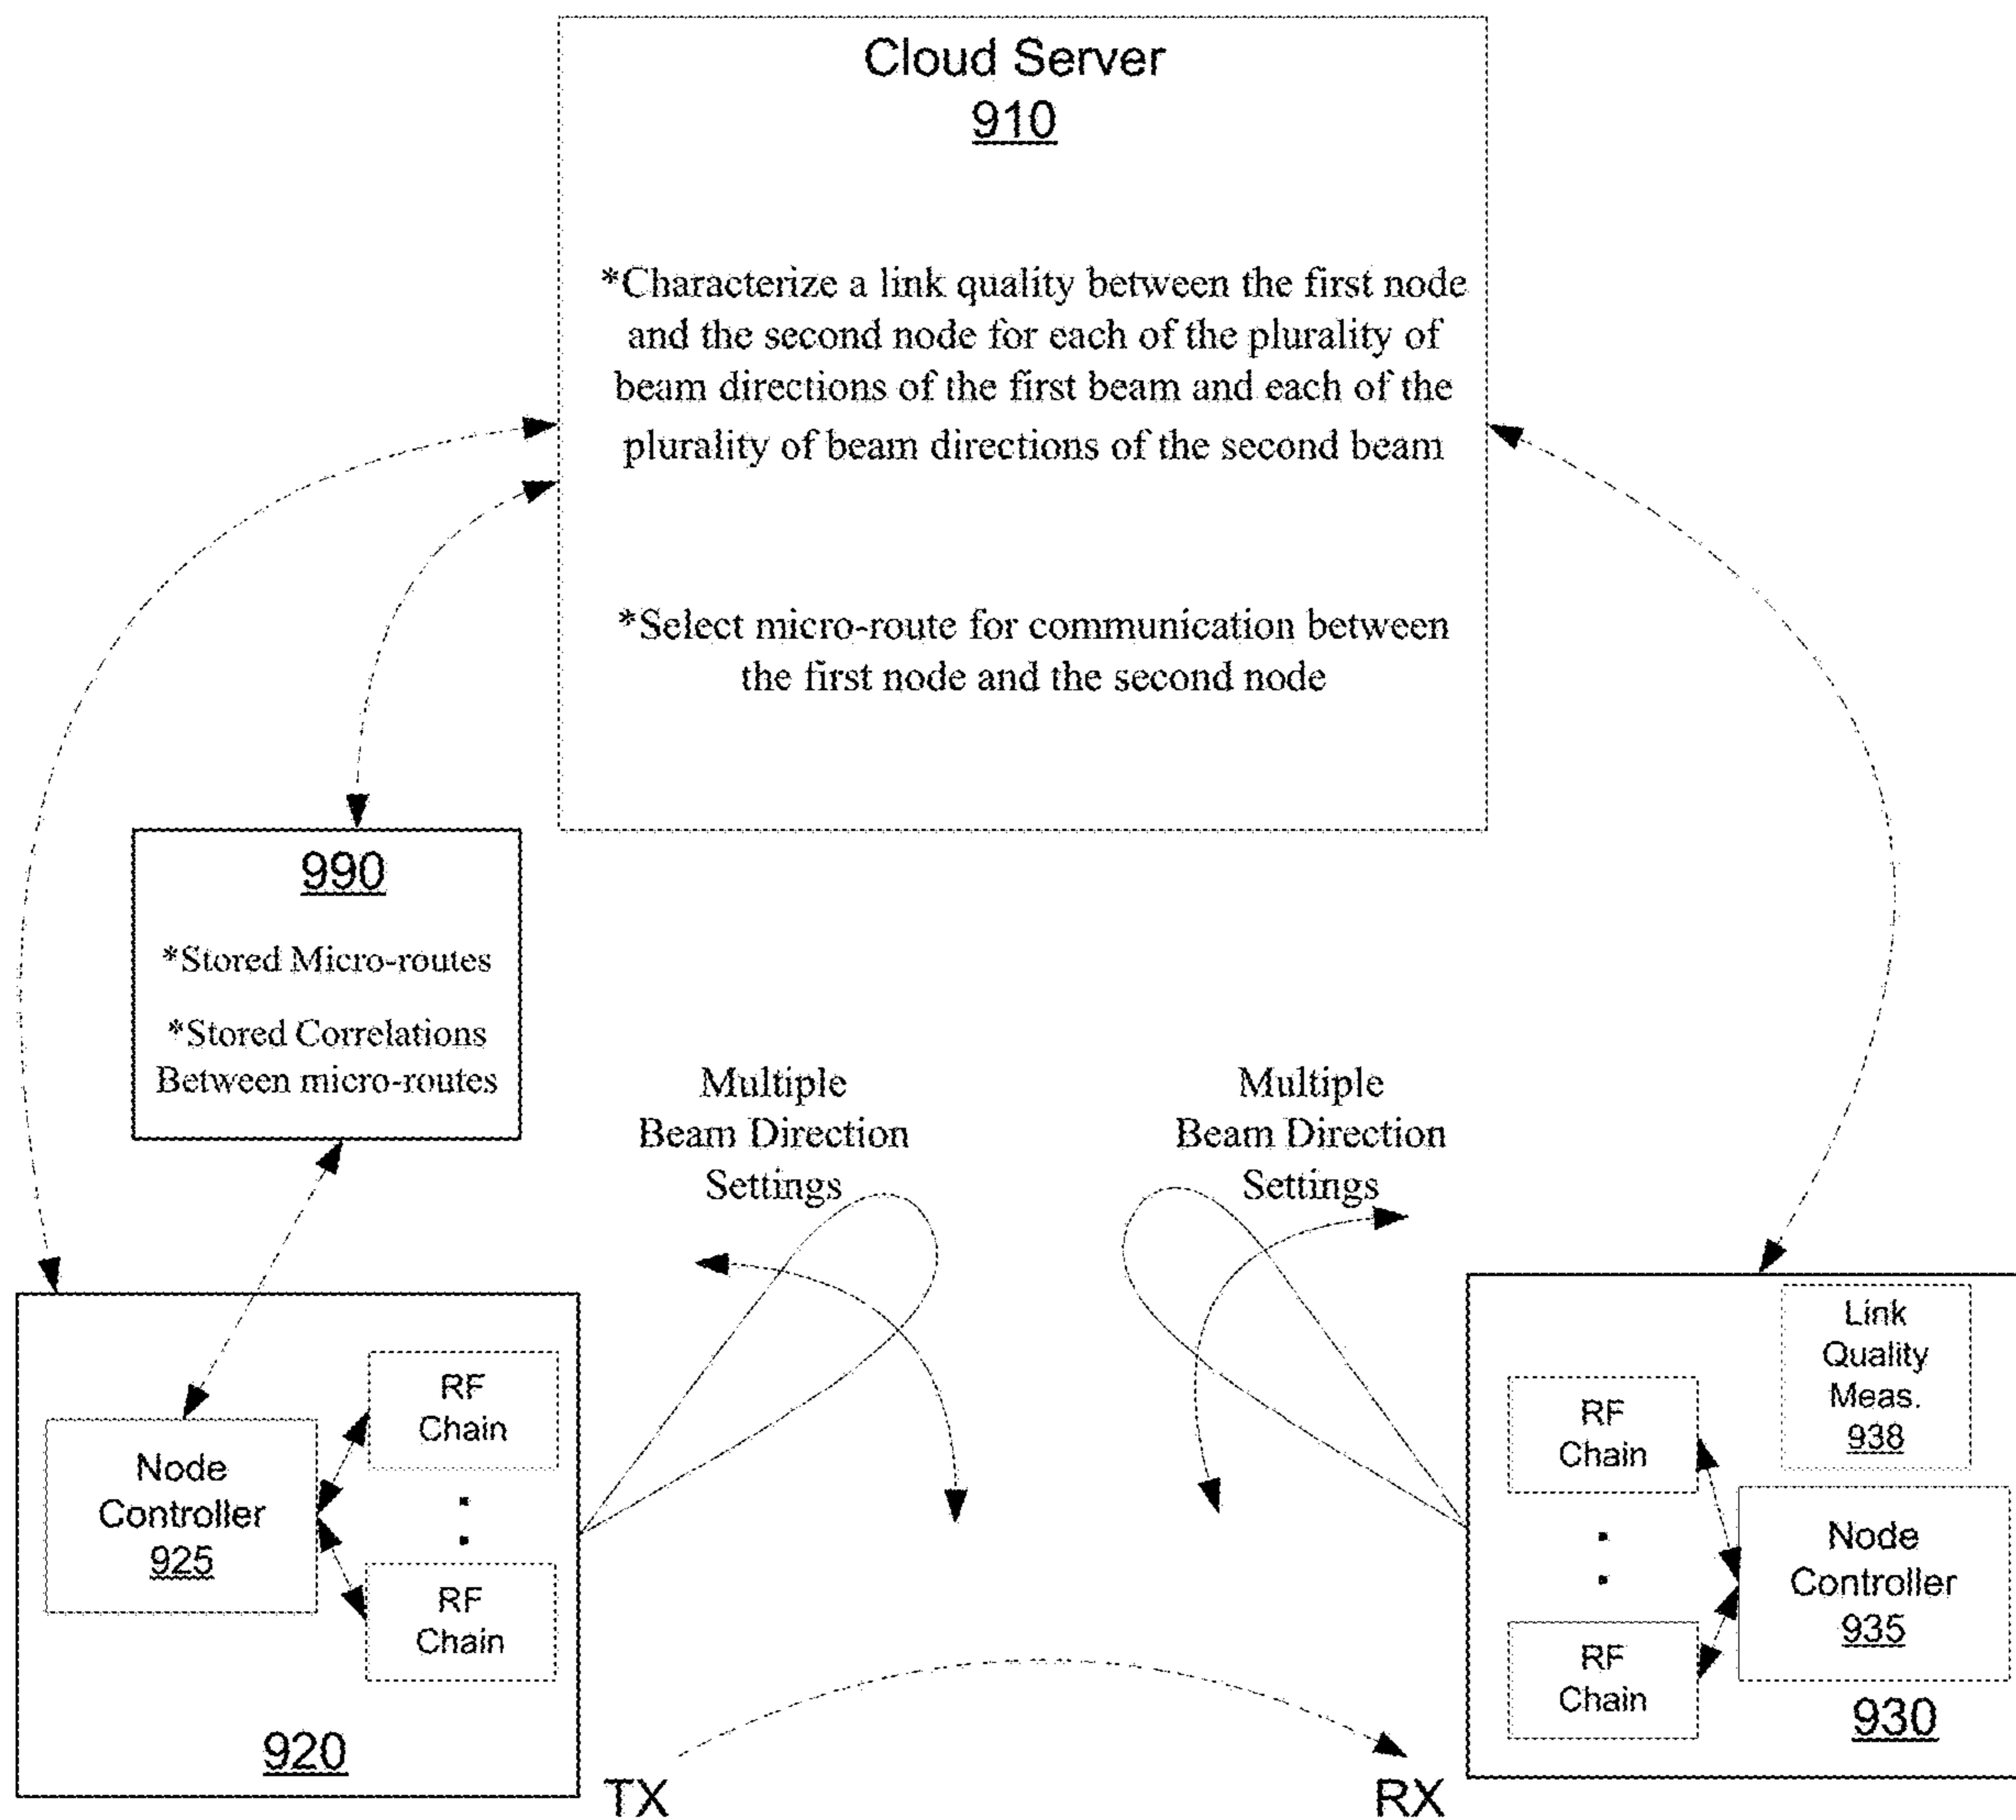 Cloud Server
910
*Characterize a link quality between the first node
and the second node for each of the plurality of
beam directions of the first beam and each of the
plurality of beam directions of the second beam
*Select micro-route for communication between
the first node and the second node
990
*Stored Micro-routes
*Stored Correlations
Between micro-routes
Multiple
Beam Direction
Settings
Multiple
Beam Direction
Settings
Node
Controller
925
RF
Chain
RF
Chain
920
TX
RX
RF
Chain
RF
Chain
Link
Quality
Meas.
938
Node
Controller
935
930